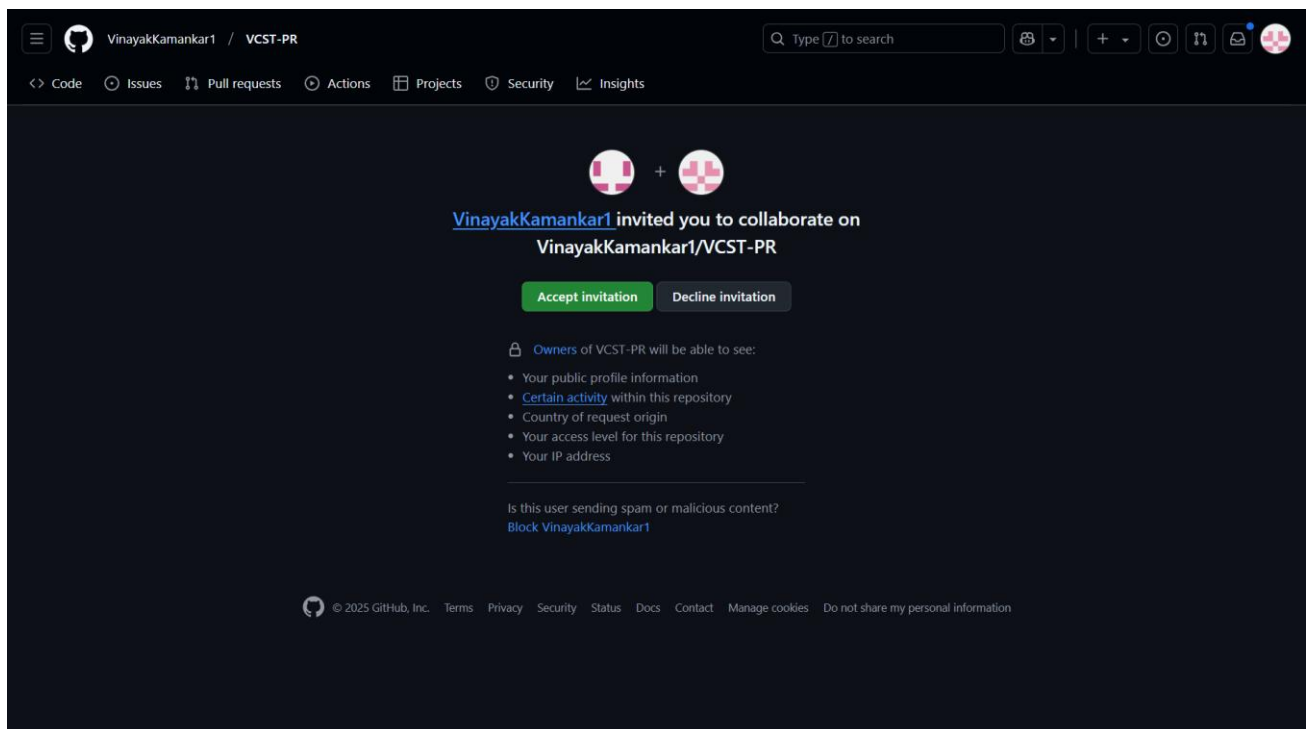 VinayakKamankar1 / VCST-PR
Type / to search
Code Issues Pull requests Actions Projects Security Insights
+
VinayakKamankar1 invited you to collaborate on
VinayakKamankar1/VCST-PR
Accept invitation Decline invitation
Owners of VCST-PR will be able to see:
• Your public profile information
• Certain activity within this repository
• Country of request origin
• Your access level for this repository
• Your IP address
Is this user sending spam or malicious content?
Block VinayakKamankar1
© 2025 GitHub, Inc. Terms Privacy Security Status Docs Contact Manage cookies Do not share my personal information